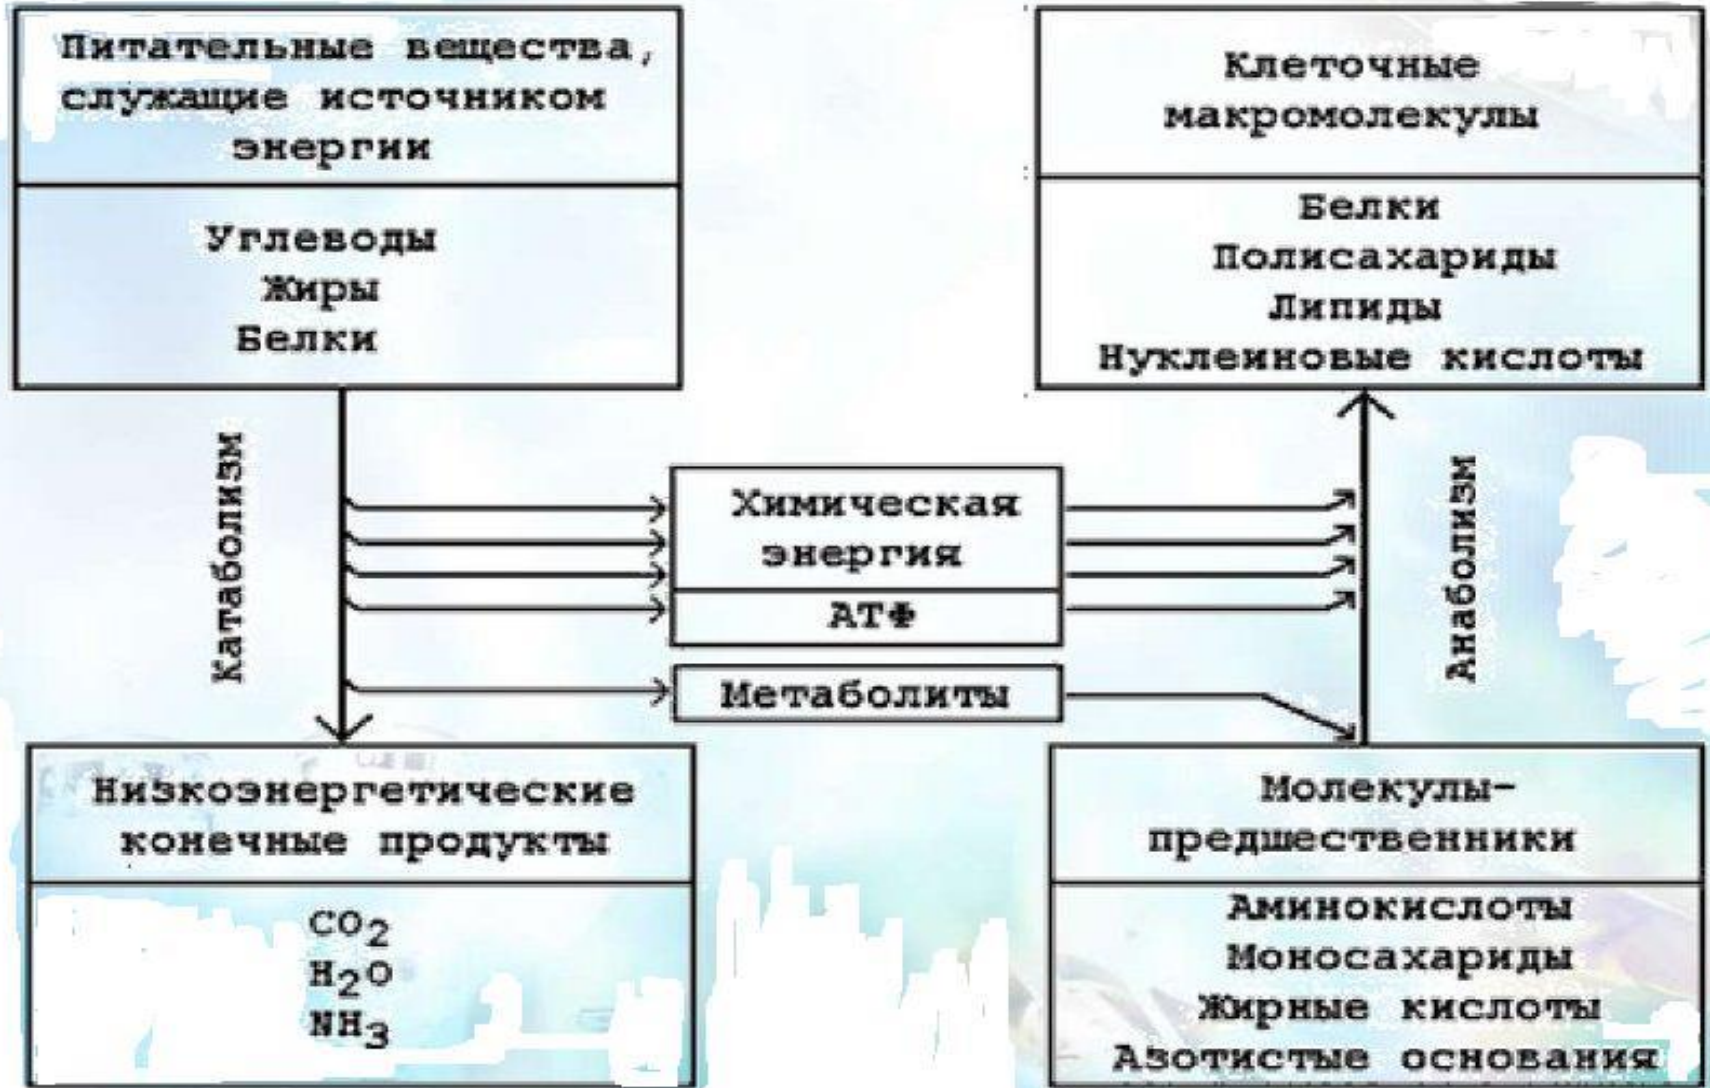 Питательные вещества,
служащие источником
энергии
Углеводы
Жиры
Белки
Клеточные
макромолекулы
Белки
Полисахариды
Липиды
Нуклеиновые кислоты
Катаболизм
Химическая
энергия
АТФ
Метаболиты
Анаболизм
Низкоэнергетические
конечные продукты
CO2
H2O
NH3
Молекулы-
предшественники
Аминокислоты
Моносахариды
Жирные кислоты
Азотистые основания